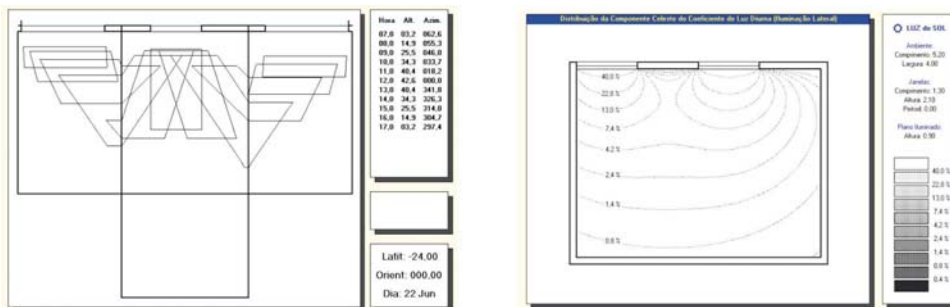 Hora Alt. Azim.
07,0 03,2 062,6
08,0 14,9 055,3
09,0 25,5 046,0
10,0 34,3 033,7
11,0 40,4 018,2
12,0 42,6 000,0
13,0 40,4 341,8
14,0 34,3 326,3
15,0 25,5 314,0
16,0 14,9 304,7
17,0 03,2 297,4
Latit: -24,00
Orient: 000,00
Dia: 22 Jun
Distribuição da Componente Celeste do Coeficiente de Luz Diurna (Iluminação Lateral)
40,0 %
22,8 %
13,0 %
7,4 %
4,2 %
2,4 %
1,4 %
0,8 %
LUZ do SOL
Ambiente:
Comprimento: 5.20
Largura: 4.00
Janelas:
Comprimento: 1.30
Altura: 2.10
Peitoril: 0.00
Plano Iluminado:
Altura: 0.90
40,0 %
22,8 %
13,0 %
7,4 %
4,2 %
2,4 %
1,4 %
0,8 %
0,4 %